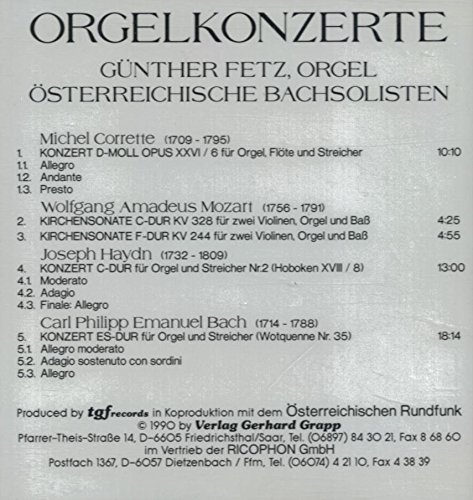 ORGELKONZERTE
GÜNTHER FETZ, ORGEL
ÖSTERREICHISCHE BACHSOLISTEN
Michel Corrette (1709 - 1795)
1. KONZERT D-MOLL OPUS XXVI / 6 für Orgel, Flöte und Streicher 10:10
1.1. Allegro
1.2. Andante
1.3. Presto
Wolfgang Amadeus Mozart (1756 - 1791)
2. KIRCHENSONATE C-DUR KV 328 für zwei Violinen, Orgel und Baß 4:25
3. KIRCHENSONATE F-DUR KV 244 für zwei Violinen, Orgel und Baß 4:55
Joseph Haydn (1732 - 1809)
4. KONZERT C-DUR für Orgel und Streicher Nr.2 (Hoboken XVIII / 8) 13:00
4.1. Moderato
4.2. Adagio
4.3. Finale: Allegro
Carl Philipp Emanuel Bach (1714 - 1788)
5. KONZERT ES-DUR für Orgel und Streicher (Wotquenne Nr. 35) 18:14
5.1. Allegro moderato
5.2. Adagio sostenuto con sordini
5.3. Allegro
Produced by tgf records in Koproduktion mit dem Österreichischen Rundfunk
© 1990 by Verlag Gerhard Grapp
Pfarrer-Theis-Straße 14, D-6605 Friedrichsthal/Saar, Tel. (06897) 84 30 21, Fax 8 68 60
im Vertrieb der RICOPHON GmbH
Postfach 1367, D-6057 Dietzenbach / Ffm, Tel. (06074) 4 21 10, Fax 4 13 39